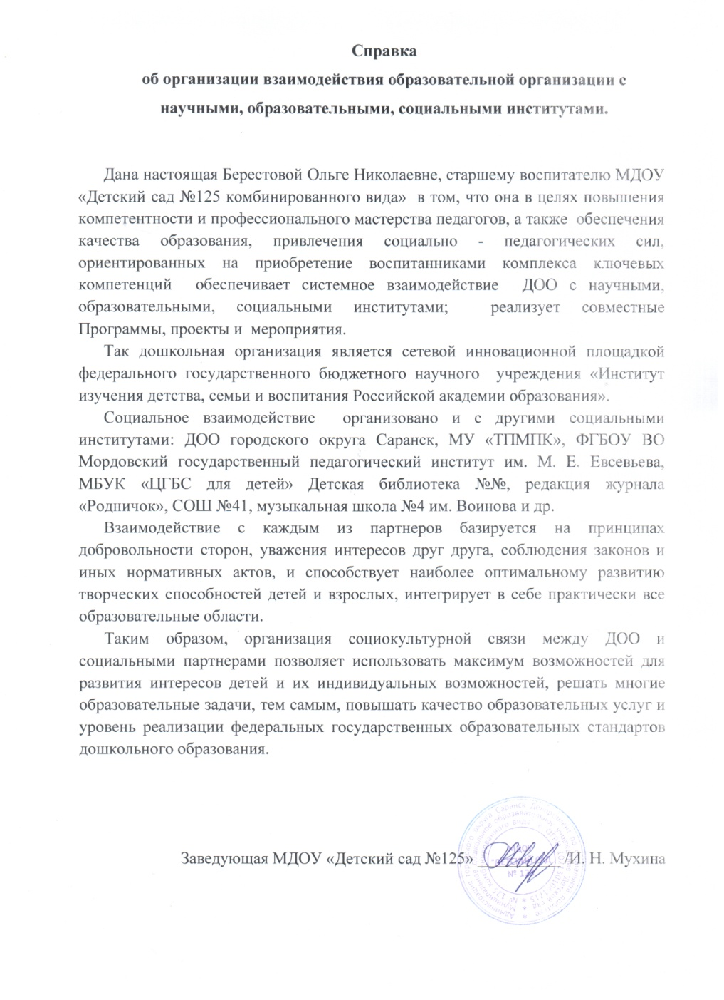 Справка
об организации взаимодействия образовательной организации с
научными, образовательными, социальными институтами.
Дана настоящая Берестовой Ольге Николаевне, старшему воспитателю МДОУ
«Детский сад №125 комбинированного вида» в том, что она в целях повышения
компетентности и профессионального мастерства педагогов, а также обеспечения
качества образования, привлечения социально - педагогических сил,
ориентированных на приобретение воспитанниками комплекса ключевых
компетенций обеспечивает системное взаимодействие ДОО с научными,
образовательными, социальными институтами; реализует совместные
Программы, проекты и мероприятия.
Так дошкольная организация является сетевой инновационной площадкой
федерального государственного бюджетного научного учреждения «Институт
изучения детства, семьи и воспитания Российской академии образования».
Социальное взаимодействие организовано и с другими социальными
институтами: ДОО городского округа Саранск, МУ «ТПМПК», ФГБОУ ВО
Мордовский государственный педагогический институт им. М. Е. Евсевьева,
МБУК «ЦГБС для детей» Детская библиотека №№, редакция журнала
«Родничок», СОШ №41, музыкальная школа №4 им. Воинова и др.
Взаимодействие с каждым из партнеров базируется на принципах
добровольности сторон, уважения интересов друг друга, соблюдения законов и
иных нормативных актов, и способствует наиболее оптимальному развитию
творческих способностей детей и взрослых, интегрирует в себе практически все
образовательные области.
Таким образом, организация социокультурной связи между ДОО и
социальными партнерами позволяет использовать максимум возможностей для
развития интересов детей и их индивидуальных возможностей, решать многие
образовательные задачи, тем самым, повышать качество образовательных услуг и
уровень реализации федеральных государственных образовательных стандартов
дошкольного образования.
Заведующая МДОУ «Детский сад №125» /И. Н. Мухина